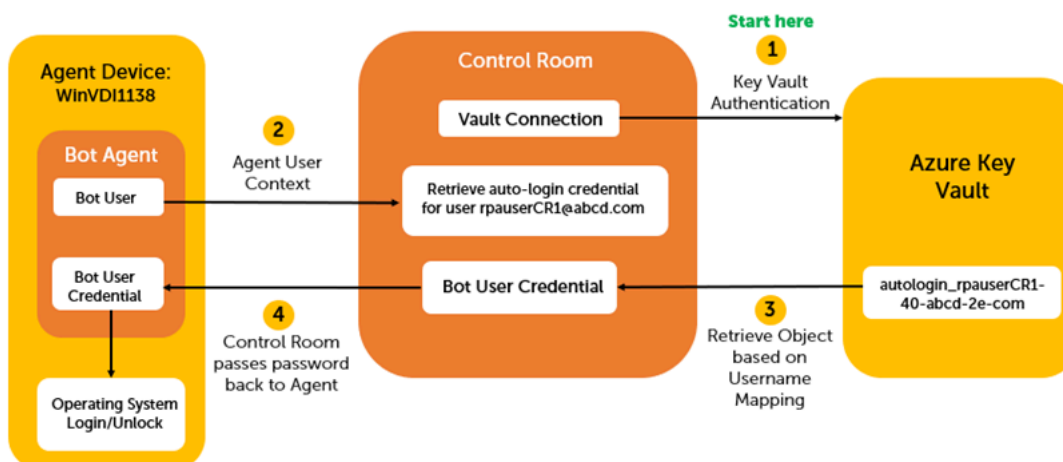 Agent Device:
WinVDI1138
Bot Agent
Bot User
Bot User
Credential
Operating System
Login/Unlock
2
Agent User
Context
4
Control Room
passes password
back to Agent
Control Room
Vault Connection
Retrieve auto-login credential
for user rpauserCR1@abcd.com
Bot User Credential
Start here
1
Key Vault
Authentication
3
Retrieve Object
based on
Username
Mapping
Azure Key
Vault
autologin_rpauserCR1-
40-abcd-2e-com